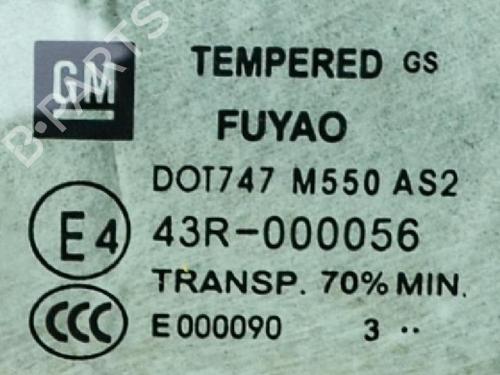 GM
TEMPERED GS
FUYAO
DOT747 M550 AS2
E4
43R-000056
TRANSP. 70% MIN.
CCC
E000090 3 ..
B-PARTS